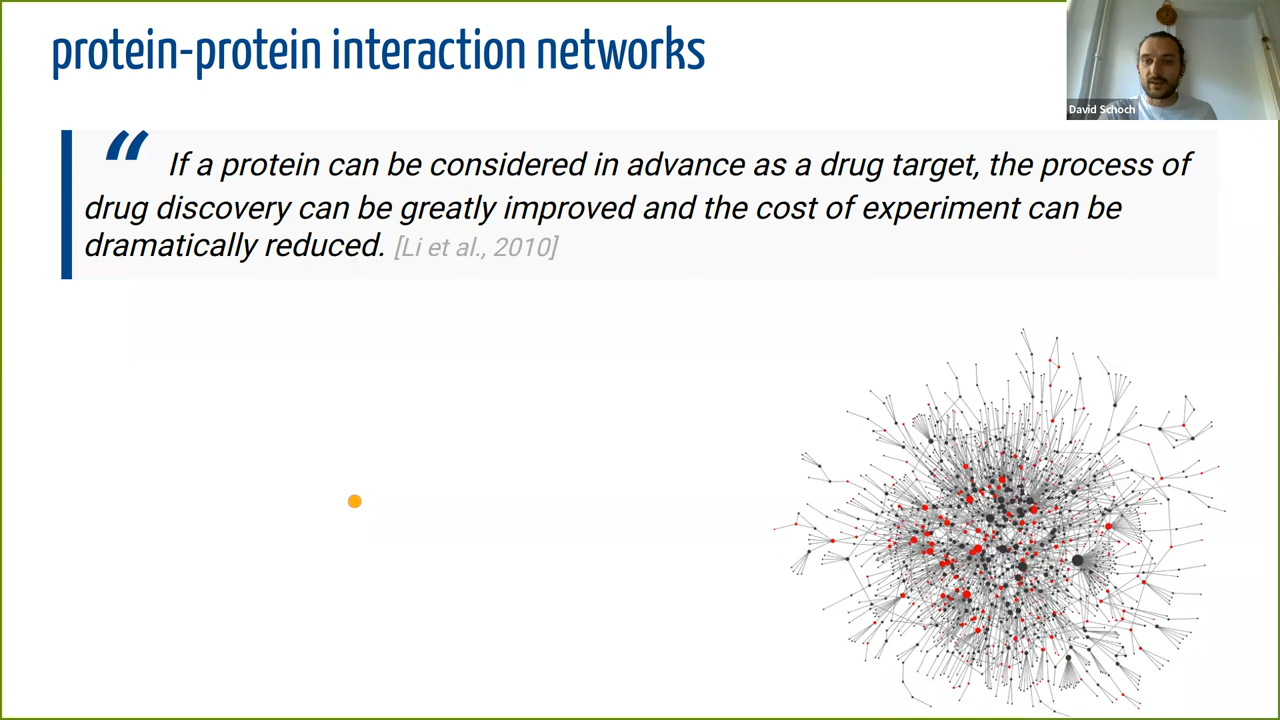 protein-protein interaction networks
David Schoch
“ If a protein can be considered in advance as a drug target, the process of
drug discovery can be greatly improved and the cost of experiment can be
dramatically reduced. [Li et al., 2010]